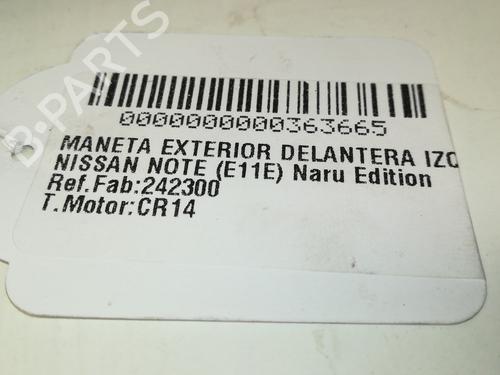 B-PARTS
0000000000363665
MANETA EXTERIOR DELANTERA IZQ
NISSAN NOTE (E11E) Naru Edition
Ref.Fab:242300
T.Motor:CR14